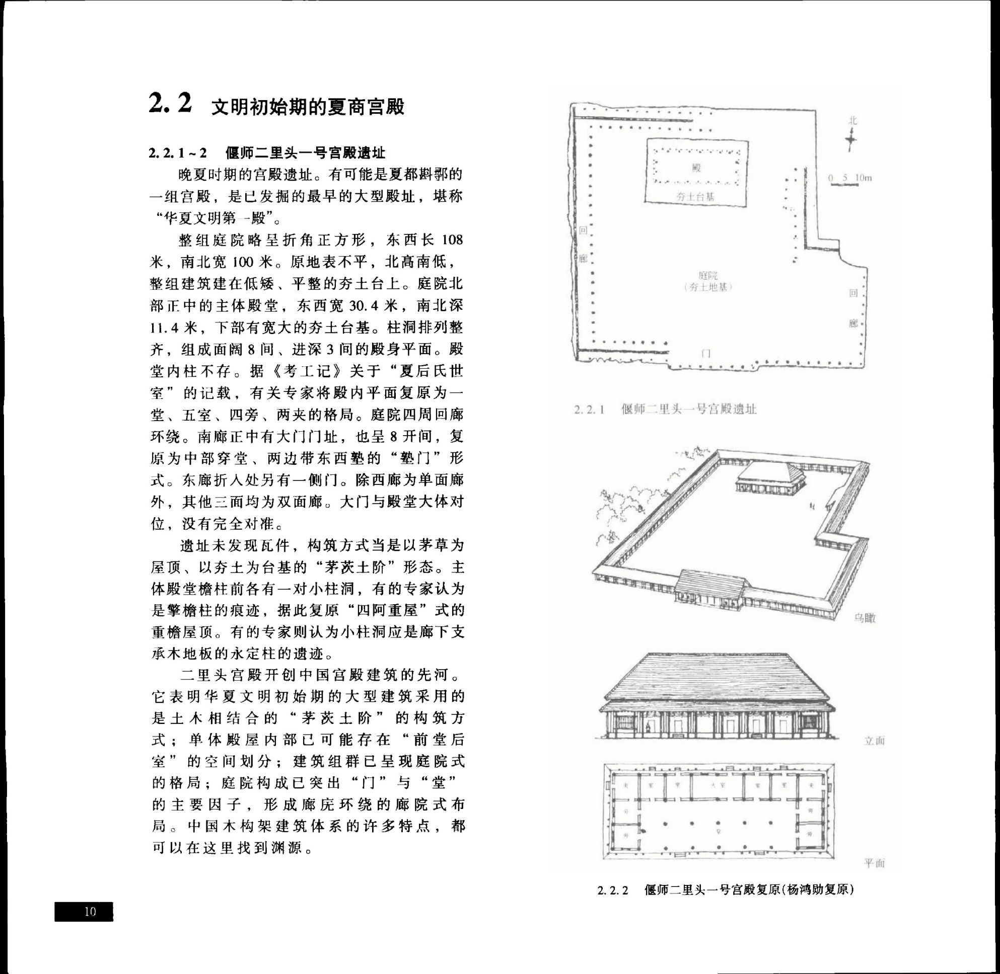 2.2 文明初始期的夏商宫殿
2.2.1~2 偃师二里头一号宫殿遗址
晚夏时期的宫殿遗址。有可能是夏都斟鄩的
一组宫殿，是已发掘的最早的大型殿址，堪称
“华夏文明第一殿”。
整组庭院略呈折角正方形，东西长 108
米，南北宽 100 米。原地表不平，北高南低，
整组建筑建在低矮、平整的夯土台上。庭院北
部正中的主体殿堂，东西宽 30.4 米，南北深
11.4 米，下部有宽大的夯土台基。柱洞排列整
齐，组成面阔 8 间、进深 3 间的殿身平面。殿
堂内柱不存。据《考工记》关于“夏后氏世
室”的记载，有关专家将殿内平面复原为一
堂、五室、四旁、两夹的格局。庭院四周回廊
环绕。南廊正中有大门门址，也呈 8 开间，复
原为中部穿堂、两边带东西塾的“塾门”形
式。东廊折入处另有一侧门。除西廊为单面廊
外，其他三面均为双面廊。大门与殿堂大体对
位，没有完全对准。
遗址未发现瓦件，构筑方式当是以茅草为
屋顶、以夯土为台基的“茅茨土阶”形态。主
体殿堂檐柱前各有一对小柱洞，有的专家认为
是擎檐柱的痕迹，据此复原“四阿重屋”式的
重檐屋顶。有的专家则认为小柱洞应是廊下支
承木地板的永定柱的遗迹。
二里头宫殿开创中国宫殿建筑的先河。
它表明华夏文明初始期的大型建筑采用的
是土木相结合的“茅茨土阶”的构筑方
式；单体殿屋内部已可能存在“前堂后
室”的空间划分；建筑组群已呈现庭院式
的格局；庭院构成已突出“门”与“堂”
的主要因子，形成廊庑环绕的廊院式布
局。中国木构架建筑体系的许多特点，都
可以在这里找到渊源。
10
北
0 5 10m
殿
夯土台基
回
廊
庭院
（夯土地基）
回
廊
门
2.2.1 偃师二里头一号宫殿遗址
鸟瞰
立面
夹 室 室 大室 室 室 夹
旁 旁
堂
旁 旁
平面
2.2.2 偃师二里头一号宫殿复原(杨鸿勋复原)